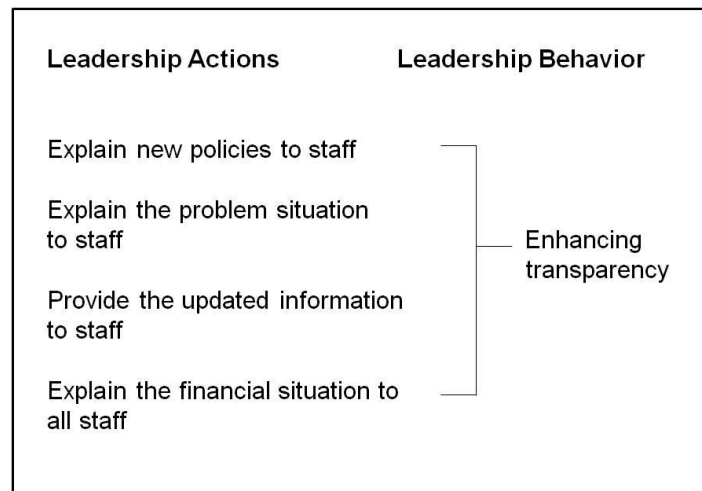 Leadership Actions Leadership Behavior
Explain new policies to staff
Explain the problem situation
to staff
Provide the updated information
to staff
Explain the financial situation to
all staff
Enhancing
transparency